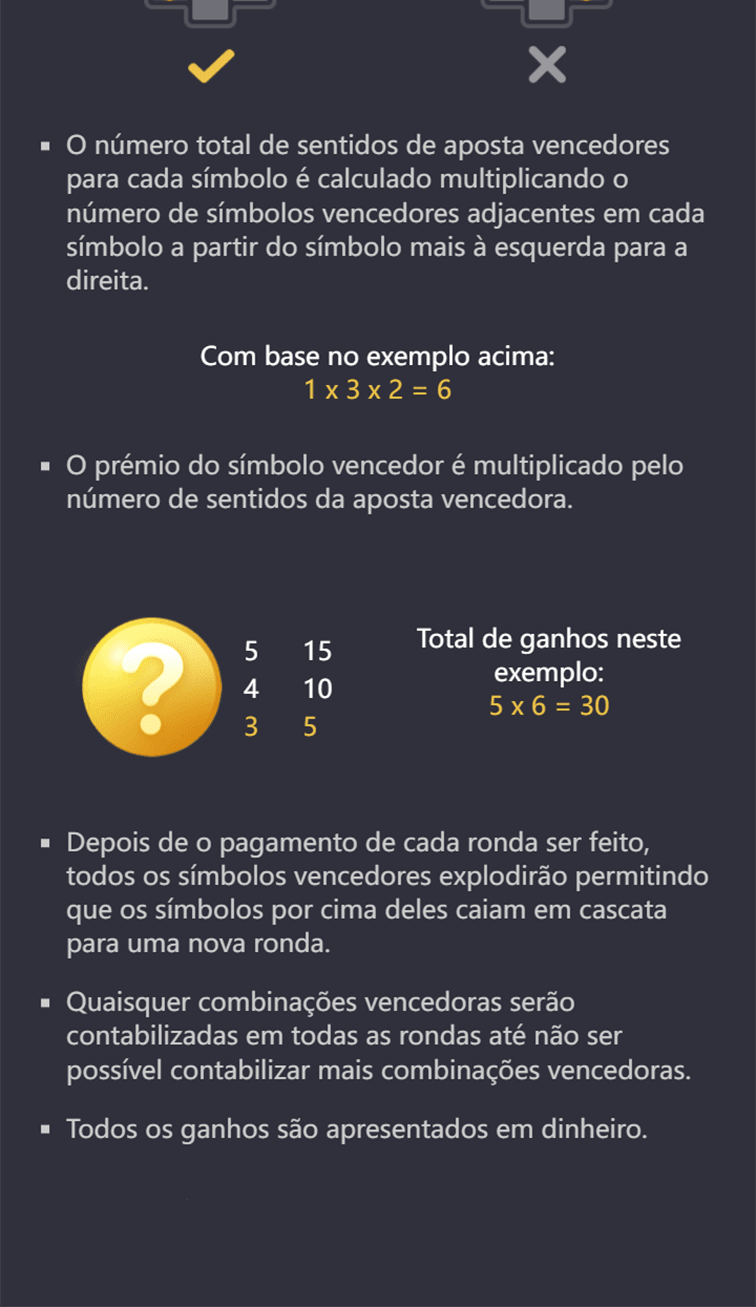 O número total de sentidos de aposta vencedores
para cada símbolo é calculado multiplicando o
número de símbolos vencedores adjacentes em cada
símbolo a partir do símbolo mais à esquerda para a
direita.
Com base no exemplo acima:
1 x 3 x 2 = 6
O prémio do símbolo vencedor é multiplicado pelo
número de sentidos da aposta vencedora.
?
5 15
4 10
3 5
Total de ganhos neste
exemplo:
5 x 6 = 30
Depois de o pagamento de cada ronda ser feito,
todos os símbolos vencedores explodirão permitindo
que os símbolos por cima deles caiam em cascata
para uma nova ronda.
Quaisquer combinações vencedoras serão
contabilizadas em todas as rondas até não ser
possível contabilizar mais combinações vencedoras.
Todos os ganhos são apresentados em dinheiro.